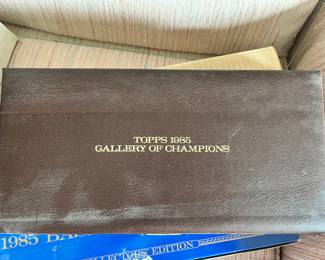 TOPPS 1985
GALLERY OF CHAMPIONS
1985 BA
COLLECTORS' EDITION